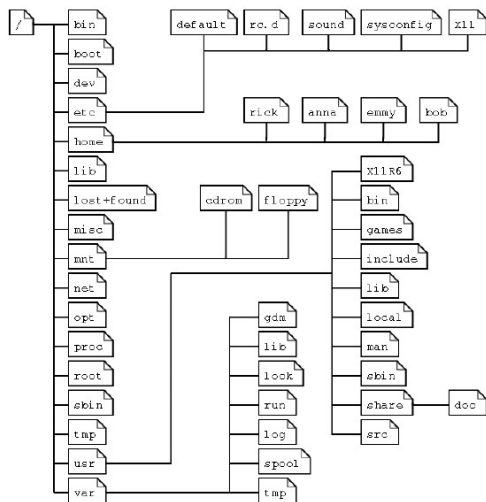 / bin default rc.d sound sysconfig X11
boot
dev
etc rick anna emmy bob
home
lib X11R6
lost+found cdrom floppy bin
misc games
mnt include
net lib
opt gdm local
proc lib man
root lock sbin
sbin run share doc
tmp log src
usr spool
var tmp